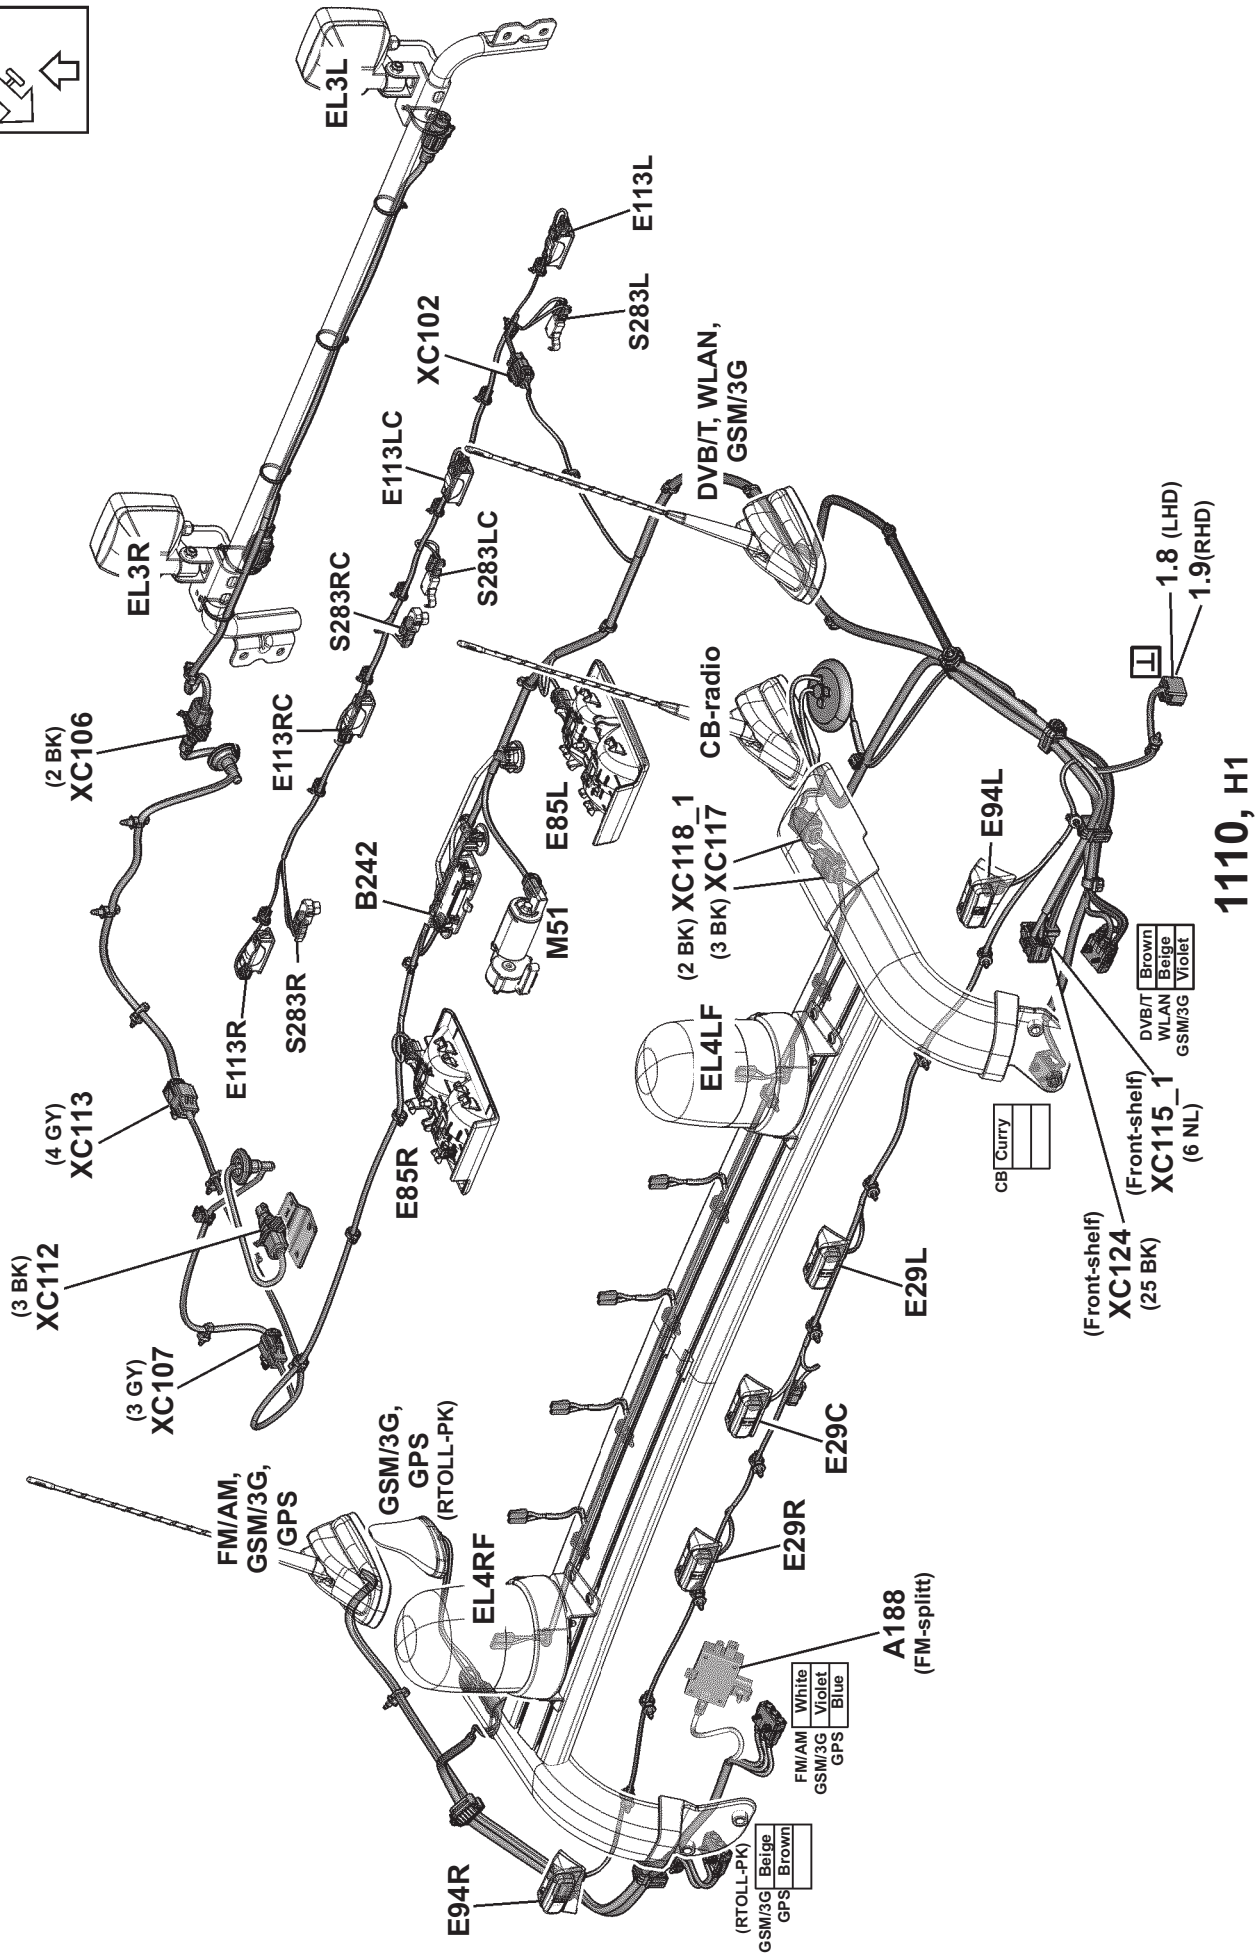 EL3L
EL3R
(2 BK)
XC106
(4 GY)
XC113
(3 BK)
XC112
(3 GY)
XC107
E113R
S283R
E113RC
S283RC
E113LC
S283LC
XC102
E113L
S283L
B242
M51
E85R
E85L
DVB/T, WLAN,
GSM/3G
CB-radio
(2 BK) XC118_1
(3 BK) XC117
FM/AM,
GSM/3G,
GPS
GSM/3G,
GPS
(RTOLL-PK)
EL4RF
EL4LF
E94R
E94L
E29R
E29C
E29L
A188
(FM-splitt)
FM/AM White
GSM/3G Violet
GPS Blue
(RTOLL-PK)
GSM/3G Beige
GPS Brown
CB Curry
DVB/T Brown
WLAN Beige
GSM/3G Violet
(Front-shelf)
XC124
(25 BK)
(Front-shelf)
XC115_1
(6 NL)
T
1.8 (LHD)
1.9(RHD)
1110, H1